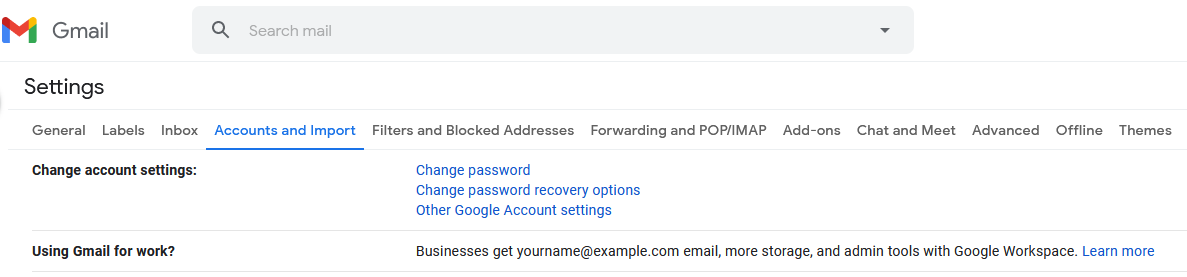 Gmail
Search mail
Settings
General Labels Inbox Accounts and Import Filters and Blocked Addresses Forwarding and POP/IMAP Add-ons Chat and Meet Advanced Offline Themes
Change account settings: Change password
Change password recovery options
Other Google Account settings
Using Gmail for work? Businesses get yourname@example.com email, more storage, and admin tools with Google Workspace. Learn more